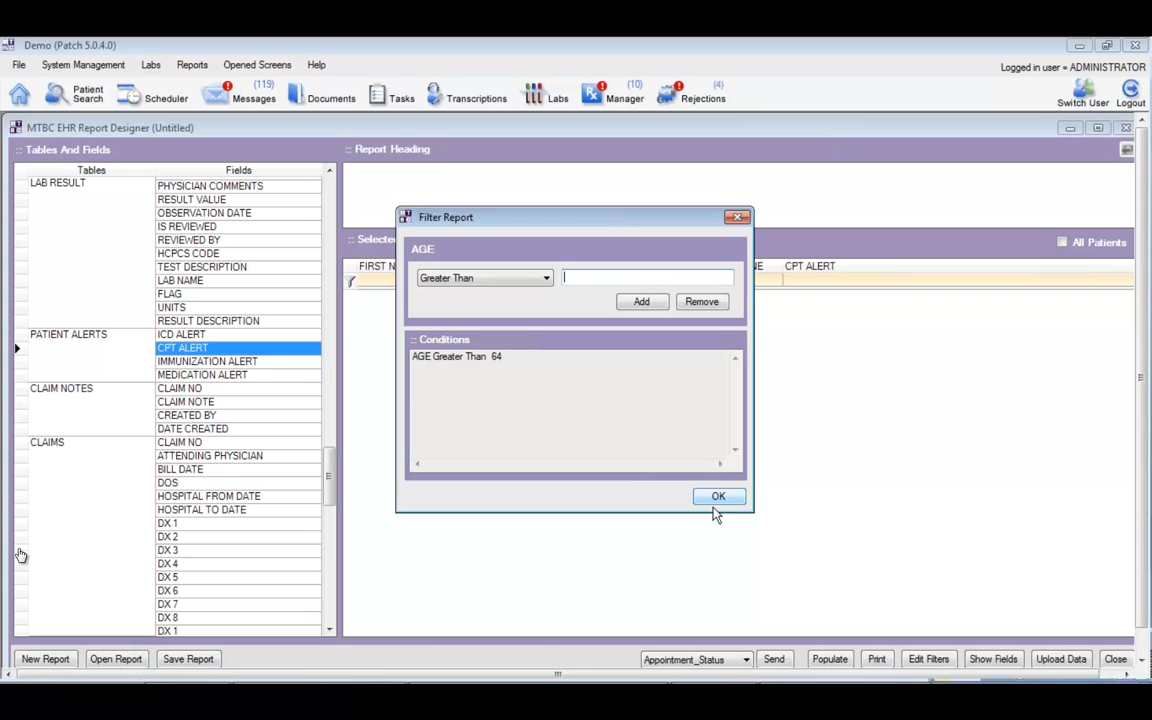 Demo (Patch 5.0.4.0)
File System Management Labs Reports Opened Screens Help
Logged in user = ADMINISTRATOR
Patient Search
Scheduler
(119)
Messages
Documents
Tasks
Transcriptions
Labs
(10)
Manager
(4)
Rejections
Switch User
Logout
MTBC EHR Report Designer (Untitled)
:: Tables And Fields
Tables Fields
LAB RESULT PHYSICIAN COMMENTS
RESULT VALUE
OBSERVATION DATE
IS REVIEWED
REVIEWED BY
HCPCS CODE
TEST DESCRIPTION
LAB NAME
FLAG
UNITS
RESULT DESCRIPTION
PATIENT ALERTS ICD ALERT
CPT ALERT
IMMUNIZATION ALERT
MEDICATION ALERT
CLAIM NOTES CLAIM NO
CLAIM NOTE
CREATED BY
DATE CREATED
CLAIMS CLAIM NO
ATTENDING PHYSICIAN
BILL DATE
DOS
HOSPITAL FROM DATE
HOSPITAL TO DATE
DX 1
DX 2
DX 3
DX 4
DX 5
DX 6
DX 7
DX 8
DX 1
:: Report Heading
All Patients
FIRST
CPT ALERT
Filter Report
AGE
Greater Than
Add Remove
:: Conditions
AGE Greater Than 64
OK
New Report Open Report Save Report Appointment_Status Send Populate Print Edit Filters Show Fields Upload Data Close